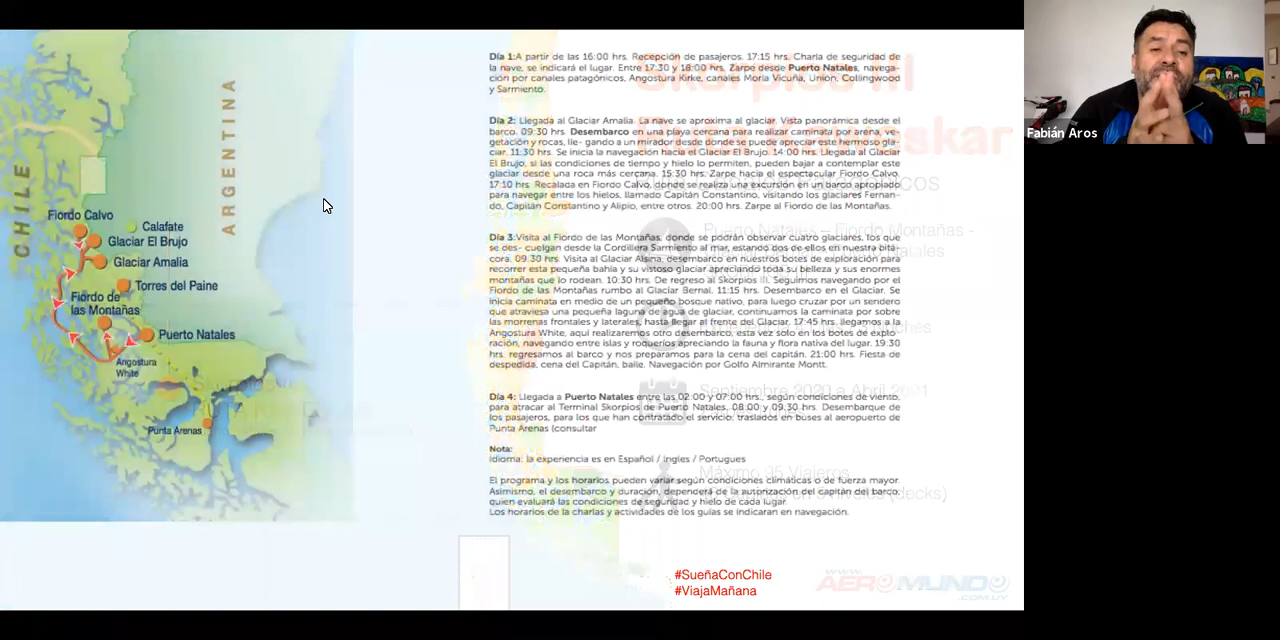 CHILE
ARGENTINA
Fiordo Calvo
Calafate
Glaciar El Brujo
Glaciar Amalia
Torres del Paine
Fiordo de
las Montañas
Puerto Natales
Angostura
White
Punta Arenas
Día 1:A partir de las 16:00 hrs. Recepción de pasajeros. 17:15 hrs. Charla de seguridad de
la nave, se indicará el lugar. Entre 17:30 y 18:00 hrs. Zarpe desde Puerto Natales, navega-
ción por canales patagónicos, Angostura Kirke, canales Morla Vicuña, Unión, Collingwood
y Sarmiento.
Día 2: Llegada al Glaciar Amalia. La nave se aproxima al glaciar. Vista panorámica desde el
barco. 09:30 hrs. Desembarco en una playa cercana para realizar caminata por arena, ve-
getación y rocas, lle- gando a un mirador desde donde se puede apreciar este hermoso gla-
ciar. 11:30 hrs. Se inicia la navegación hacia el Glaciar El Brujo. 14:00 hrs. Llegada al Glaciar
El Brujo, si las condiciones de tiempo y hielo lo permiten, pueden bajar a contemplar este
glaciar desde una roca más cercana. 15:30 hrs. Zarpe hacia el espectacular Fiordo Calvo.
17:10 hrs. Recalada en Fiordo Calvo, donde se realiza una excursión en un barco apropiado
para navegar entre los hielos, llamado Capitán Constantino, visitando los glaciares Fernan-
do, Capitán Constantino y Alipio, entre otros. 20:00 hrs. Zarpe al Fiordo de las Montañas.
Día 3:Visita al Fiordo de las Montañas, donde se podrán observar cuatro glaciares, los que
se des- cuelgan desde la Cordillera Sarmiento al mar, estando dos de ellos en nuestra bitá-
cora. 09:30 hrs. Visita al Glaciar Alsina, desembarco en nuestros botes de exploración para
recorrer esta pequeña bahía y su vistoso glaciar apreciando toda su belleza y sus enormes
montañas que lo rodean. 10:30 hrs. De regreso al Skorpios III. Seguimos navegando por el
Fiordo de las Montañas rumbo al Glaciar Bernal. 11:15 hrs. Desembarco en el Glaciar. Se
inicia caminata en medio de un pequeño bosque nativo, para luego cruzar por un sendero
que atraviesa una pequeña laguna de agua de glaciar, continuamos la caminata por sobre
las morrenas frontales y laterales, hasta llegar al frente del Glaciar. 17:45 hrs. llegamos a la
Angostura White, aquí realizaremos otro desembarco, esta vez solo en los botes de explo-
ración, navegando entre islas y roqueríos apreciando la fauna y flora nativa del lugar. 19:30
hrs. regresamos al barco y nos preparamos para la cena del capitán. 21:00 hrs. Fiesta de
despedida, cena del Capitán, baile. Navegación por Golfo Almirante Montt.
Día 4: Llegada a Puerto Natales entre las 02:00 y 07:00 hrs., según condiciones de viento,
para atracar al Terminal Skorpios de Puerto Natales. 08:00 y 09:30 hrs. Desembarque de
los pasajeros, para los que han contratado el servicio, traslados en buses al aeropuerto de
Punta Arenas (consultar
Nota:
Idioma: la experiencia es en Español / Ingles / Portugues
El programa y los horarios pueden variar según condiciones climáticas o de fuerza mayor.
Asimismo, el desembarco y duración, dependerá de la autorización del capitán del barco,
quien evaluará las condiciones de seguridad y hielo de cada lugar.
Los horarios de la charlas y actividades de los guías se indicaran en navegación.
Skorpios III
Puerto Natales – Fiordo Montañas -
Septiembre 2020 a Abril 2021
Máximo 95 Viajeros
#SueñaConChile
#ViajaMañana
WWW.
AEROMUNDO
.COM.UY
Fabián Aros